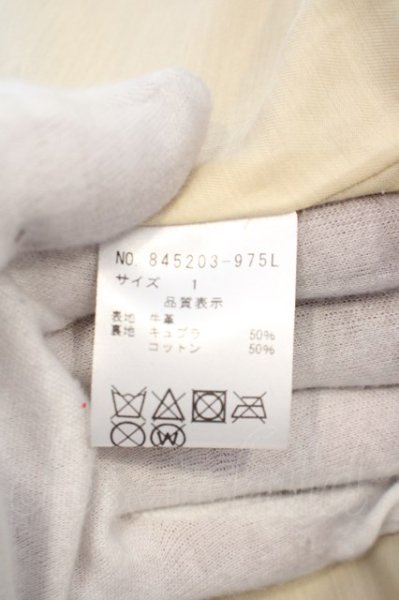 NO. 845203-975L
サイズ 1
品質表示
表地 牛革
裏地 キュプラ 50%
コットン 50%